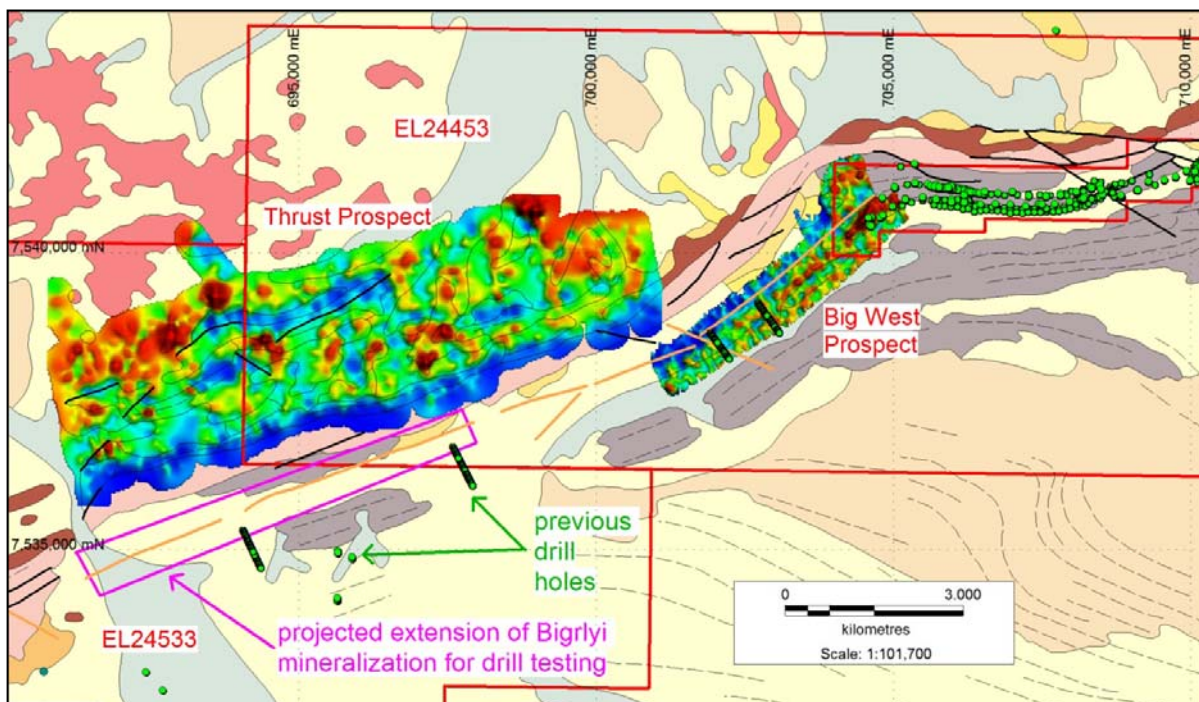 695,000 mE
700,000 mE
705,000 mE
710,000 mE
EL24453
Thrust Prospect
7,540,000 mN
Big West
Prospect
previous
drill
holes
7,535,000 mN
projected extension of Bigrlyi
mineralization for drill testing
EL24533
0 3.000
kilometres
Scale: 1:101,700